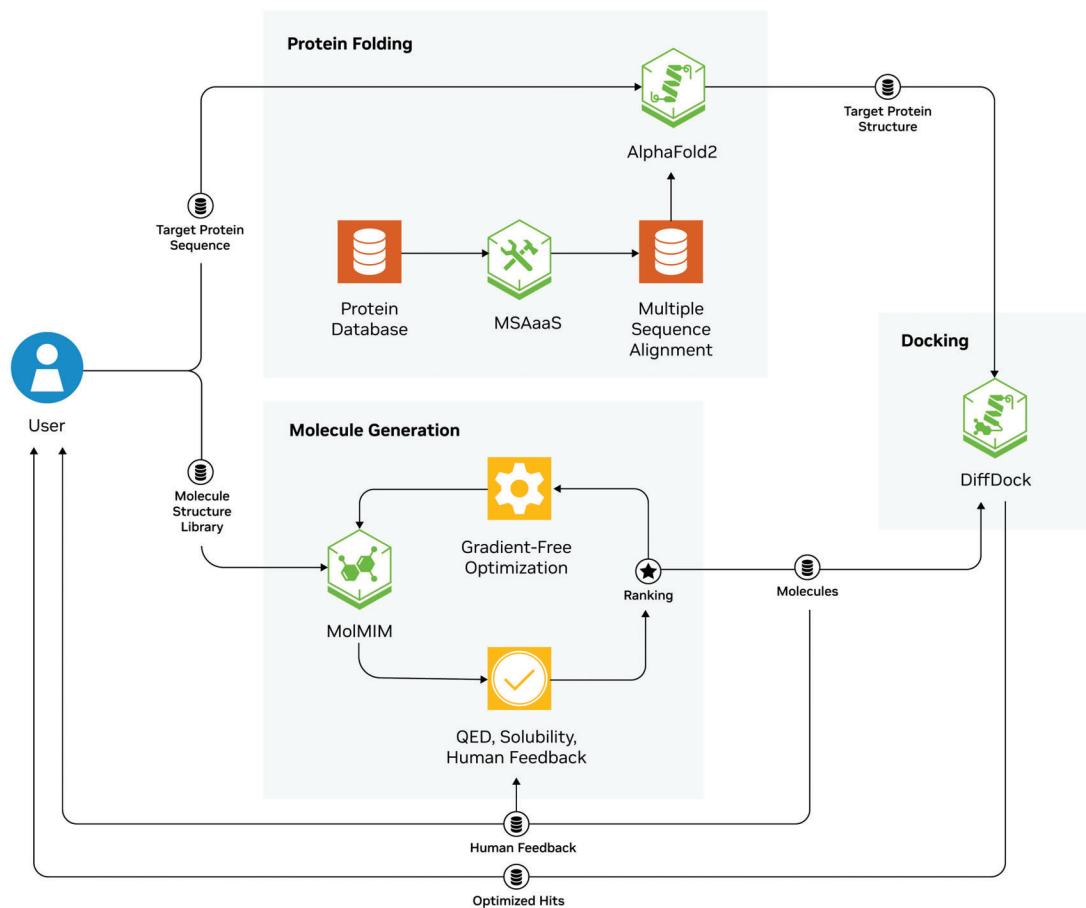 Protein Folding
AlphaFold2
Target Protein
Structure
Target Protein
Sequence
Protein
Database
MSAaaS
Multiple
Sequence
Alignment
Docking
DiffDock
User
Molecule Generation
Molecule
Structure
Library
Gradient-Free
Optimization
MolMIM
Ranking
Molecules
QED, Solubility,
Human Feedback
Human Feedback
Optimized Hits